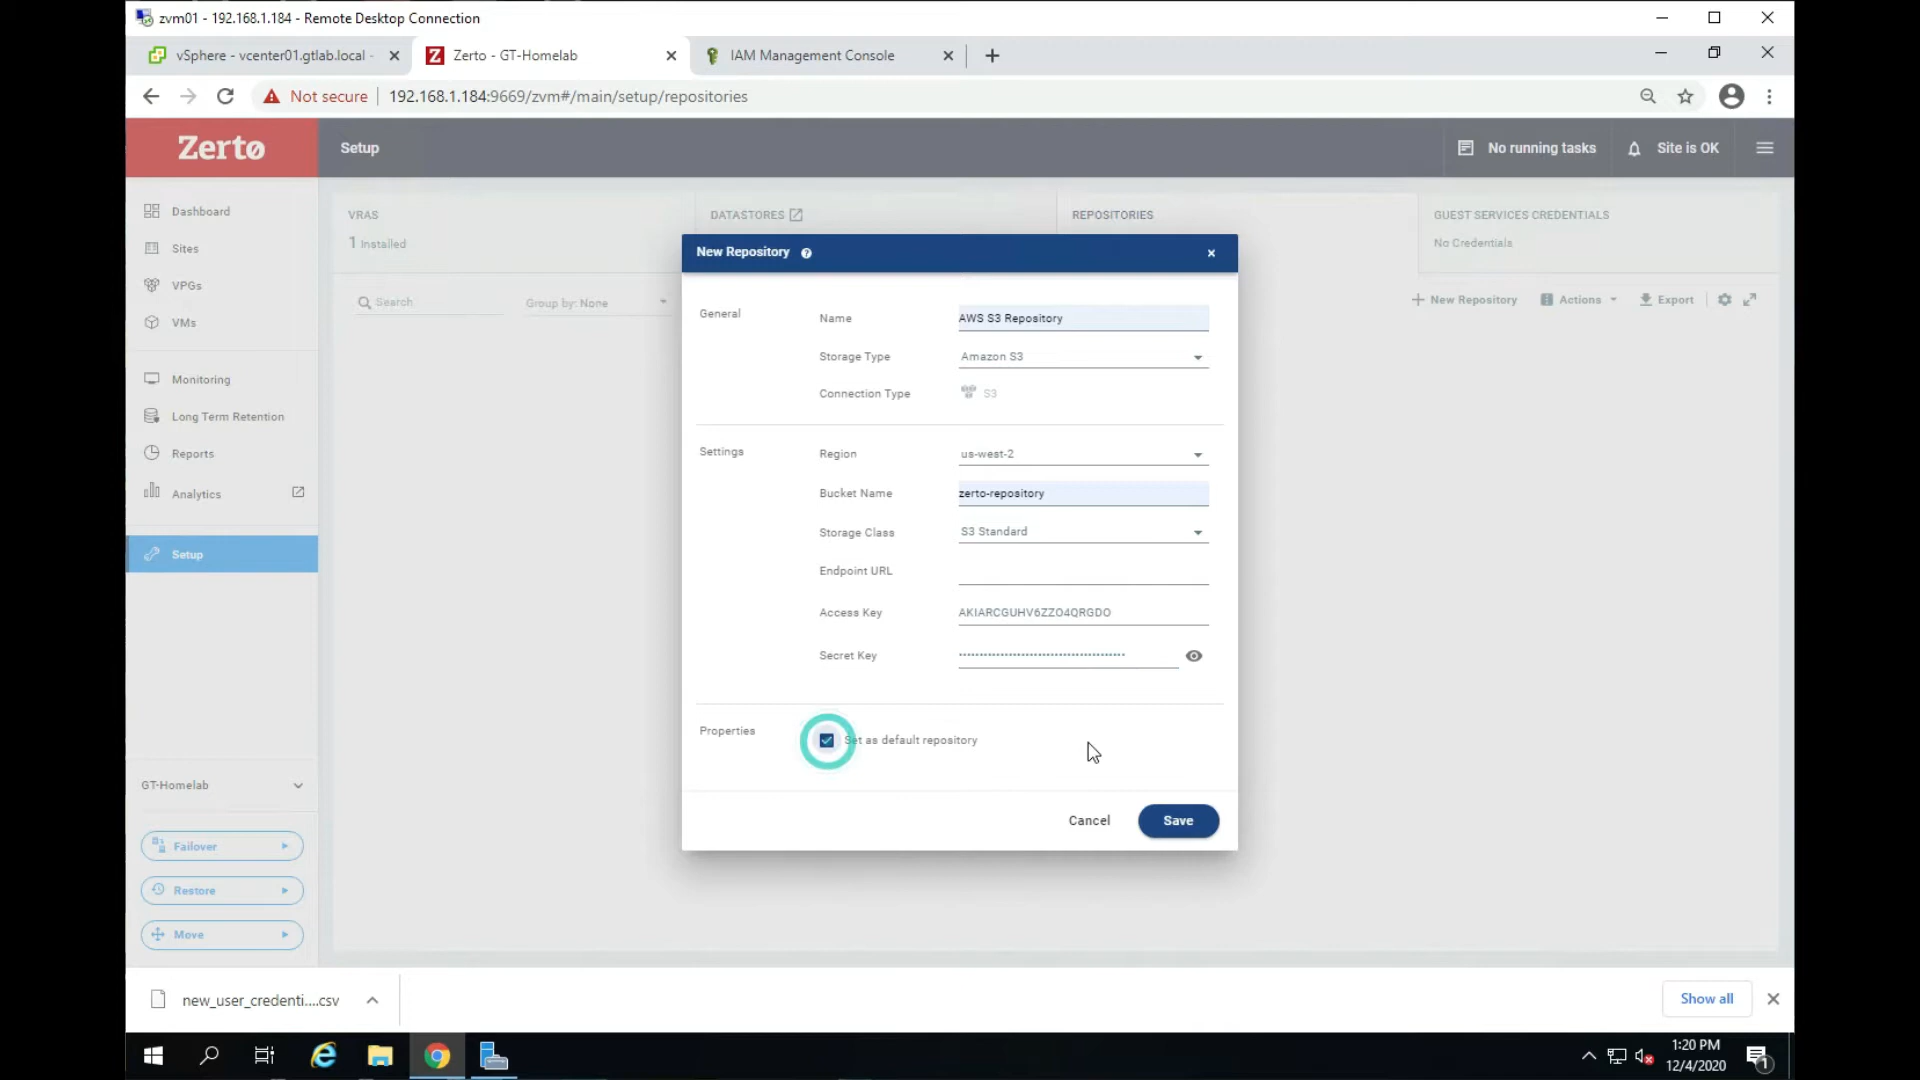 zvm01 - 192.168.1.184 - Remote Desktop Connection
vSphere - vcenter01.gtlab.local -
Zerto - GT-Homelab
IAM Management Console
Not secure
192.168.1.184:9669/zvm#/main/setup/repositories
Zerto
Setup
No running tasks
Site is OK
Dashboard
Sites
VPGs
VMs
Monitoring
Long Term Retention
Reports
Analytics
Setup
GT-Homelab
Failover
Restore
Move
VRAS
1 Installed
DATASTORES
REPOSITORIES
GUEST SERVICES CREDENTIALS
No Credentials
Search
Group by: None
New Repository
Actions
Export
New Repository
General
Name
AWS S3 Repository
Storage Type
Amazon S3
Connection Type
S3
Settings
Region
us-west-2
Bucket Name
zerto-repository
Storage Class
S3 Standard
Endpoint URL
Access Key
AKIARCGUHV6ZZO4QRGDO
Secret Key
Properties
Set as default repository
Cancel
Save
new_user_credenti....csv
Show all
1:20 PM
12/4/2020
1